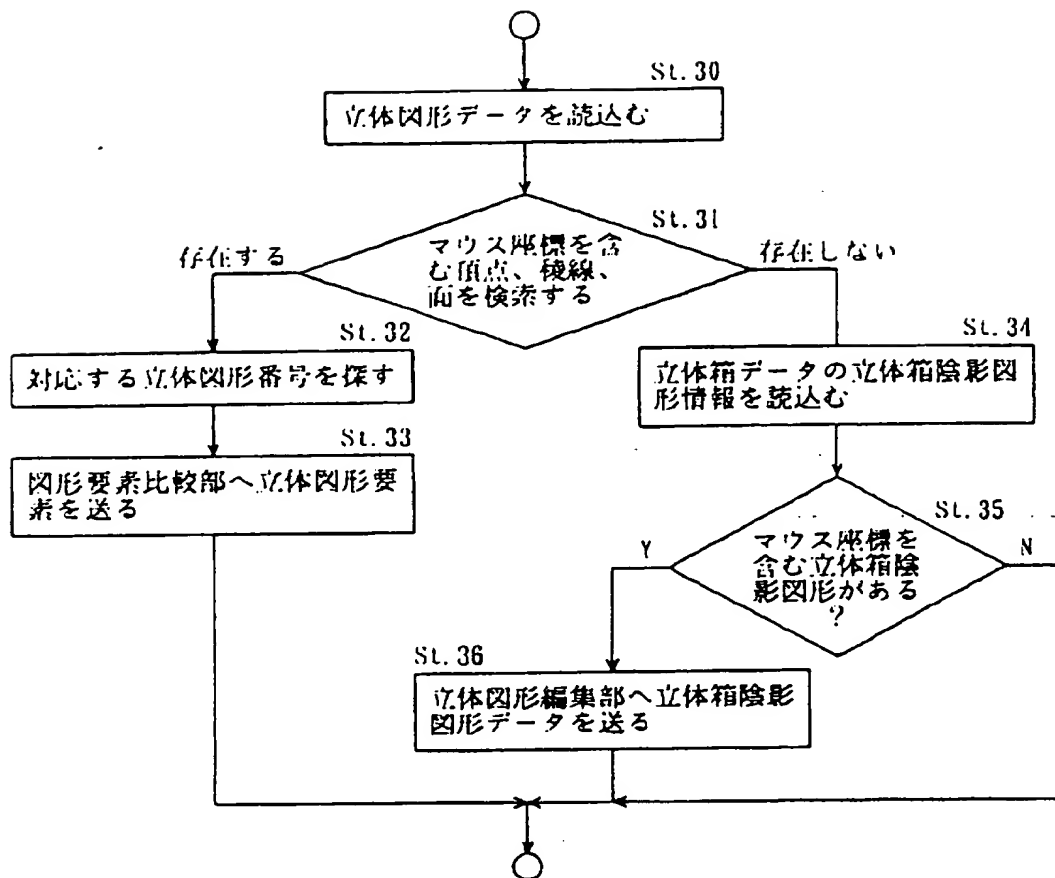 St.30
立体図形データを読込む
St.31
マウス座標を含
む頂点、稜線、
面を検索する
存在する
存在しない
St.32
対応する立体図形番号を探す
St.33
図形要素比較部へ立体図形要
素を送る
St.34
立体箱データの立体箱陰影図
形情報を読込む
St.35
マウス座標を
含む立体箱陰
影図形がある
?
Y
N
St.36
立体図形編集部へ立体箱陰影
図形データを送る